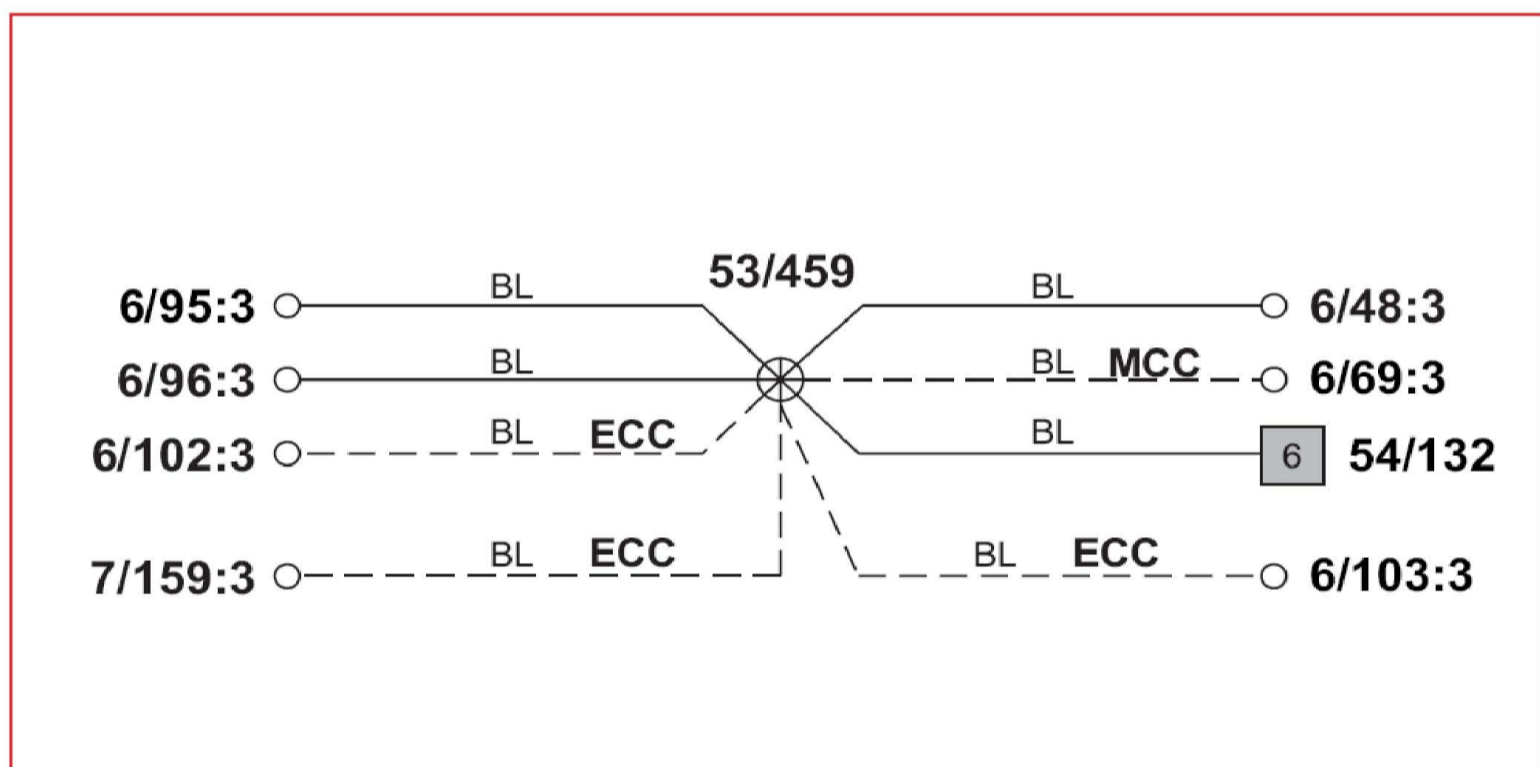 53/459
6/95:3 BL BL 6/48:3
6/96:3 BL BL MCC 6/69:3
6/102:3 BL ECC BL 6 54/132
7/159:3 BL ECC BL ECC 6/103:3